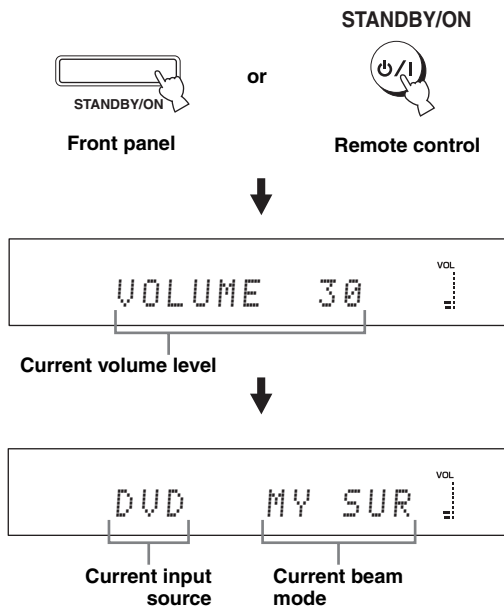 STANDBY/ON
or
STANDBY/ON
Front panel
Remote control
VOL
VOLUME 30
Current volume level
VOL
DVD MY SUR
Current input source
Current beam mode